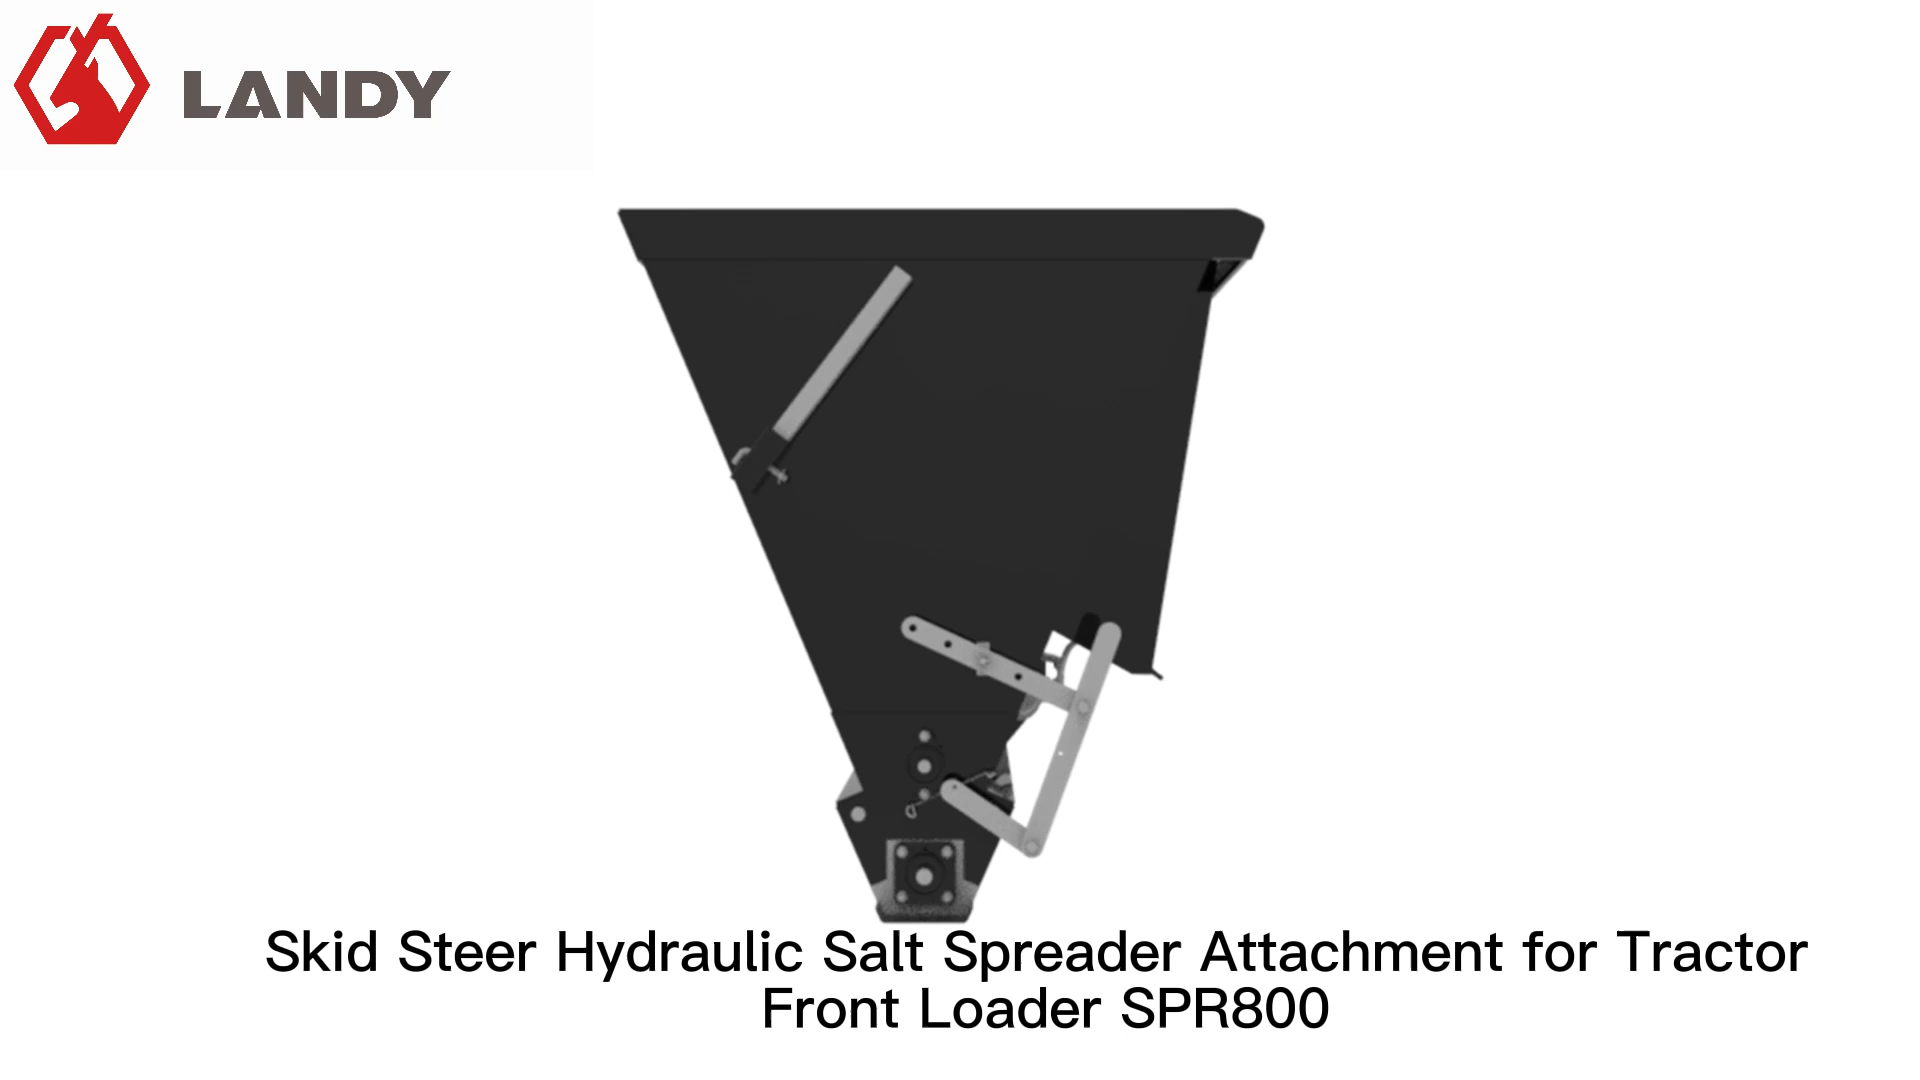 LANDY
Skid Steer Hydraulic Salt Spreader Attachment for Tractor
Front Loader SPR800